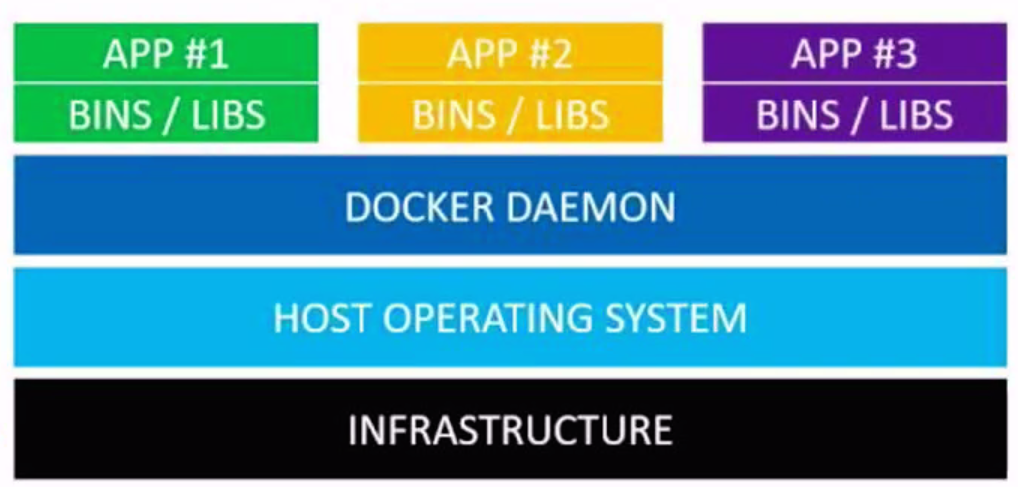 APP #1
BINS / LIBS
APP #2
BINS / LIBS
APP #3
BINS / LIBS
DOCKER DAEMON
HOST OPERATING SYSTEM
INFRASTRUCTURE